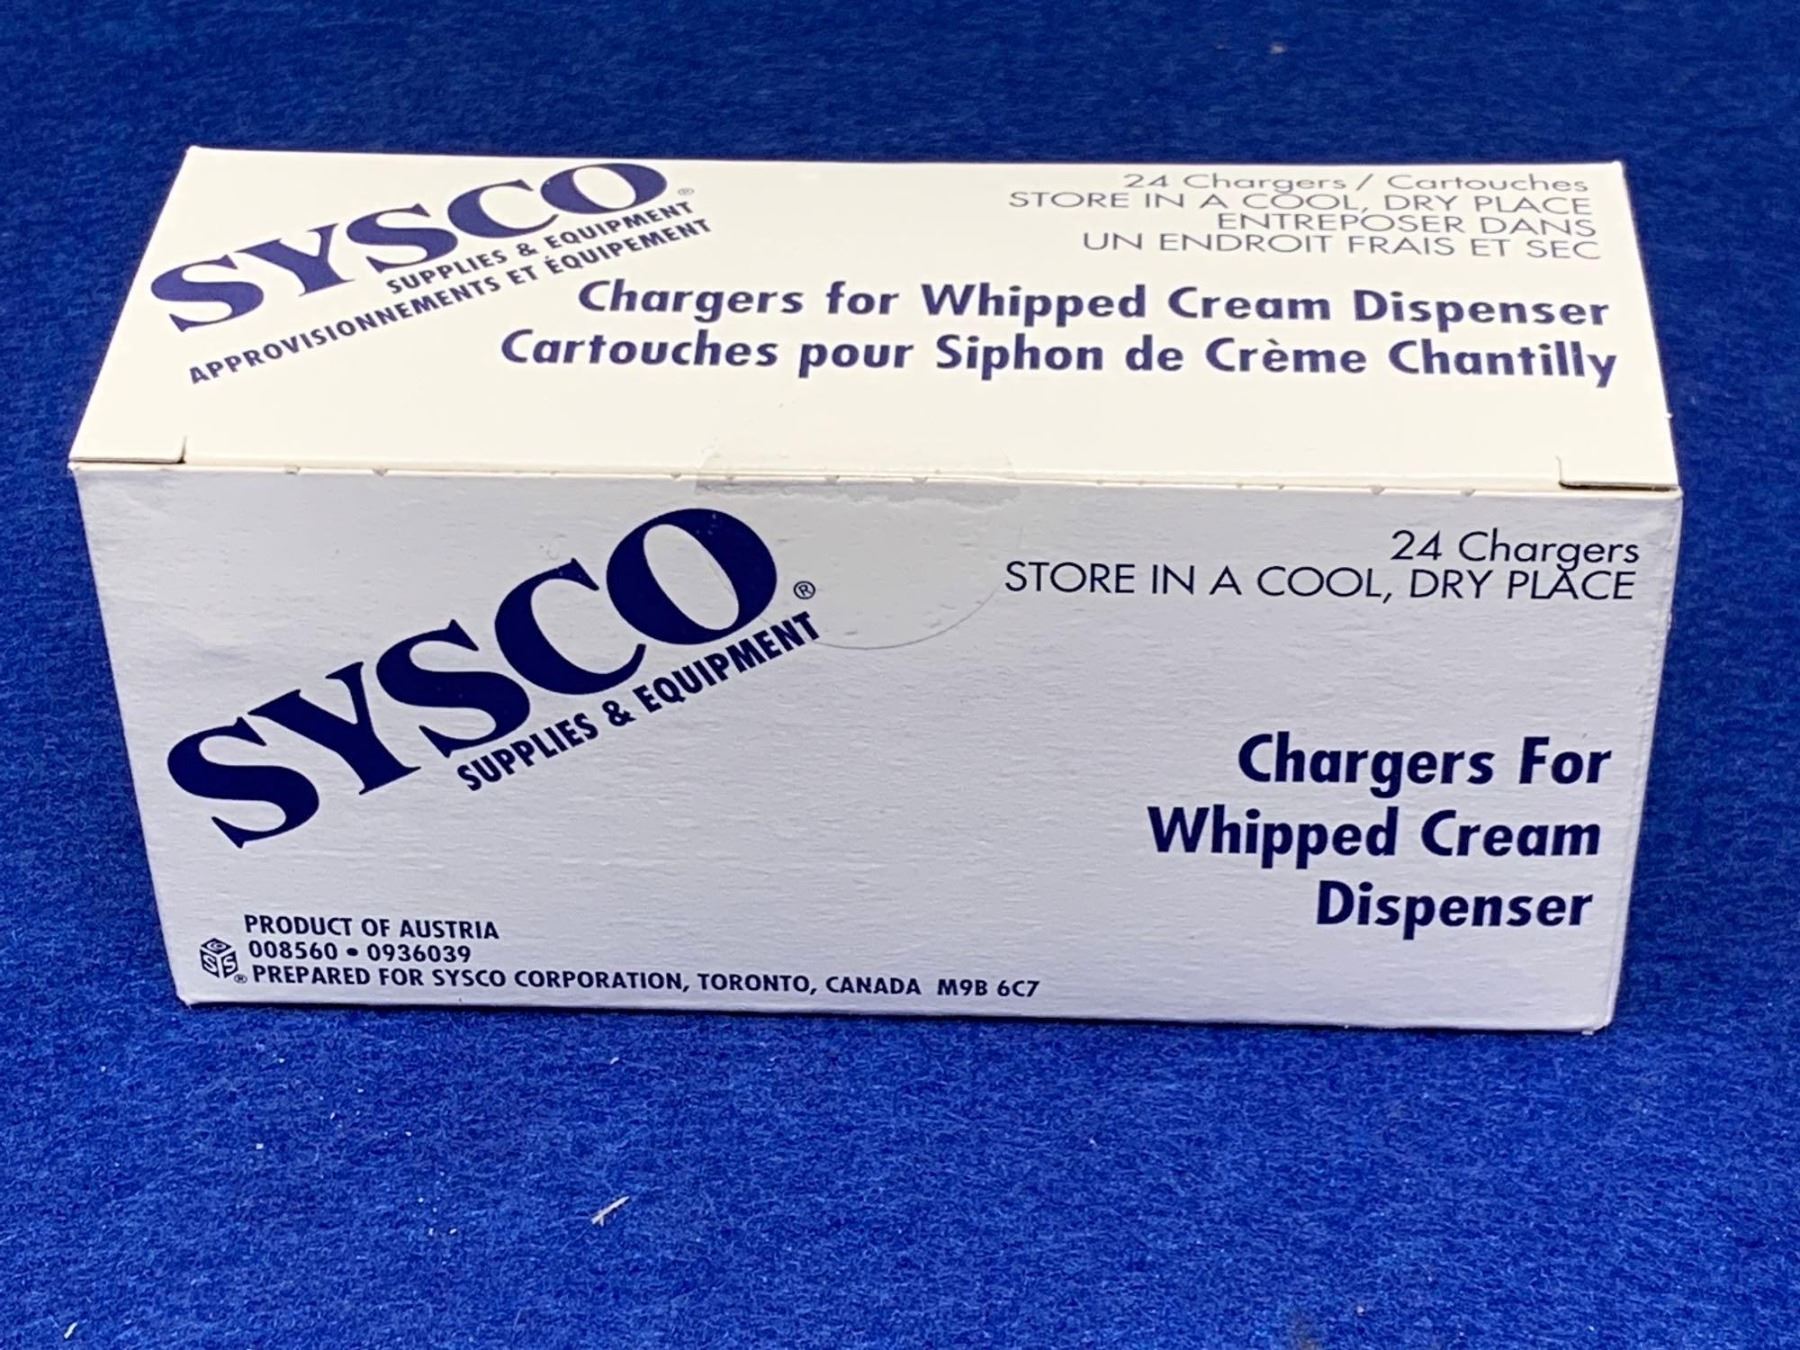 SYSCO®
SUPPLIES & EQUIPMENT
APPROVISIONNEMENTS ET ÉQUIPEMENT
24 Chargers / Cartouches
STORE IN A COOL, DRY PLACE
ENTREPOSER DANS
UN ENDROIT FRAIS ET SEC
Chargers for Whipped Cream Dispenser
Cartouches pour Siphon de Crème Chantilly
SYSCO®
SUPPLIES & EQUIPMENT
24 Chargers
STORE IN A COOL, DRY PLACE
Chargers For
Whipped Cream
Dispenser
PRODUCT OF AUSTRIA
008560 • 0936039
® PREPARED FOR SYSCO CORPORATION, TORONTO, CANADA M9B 6C7